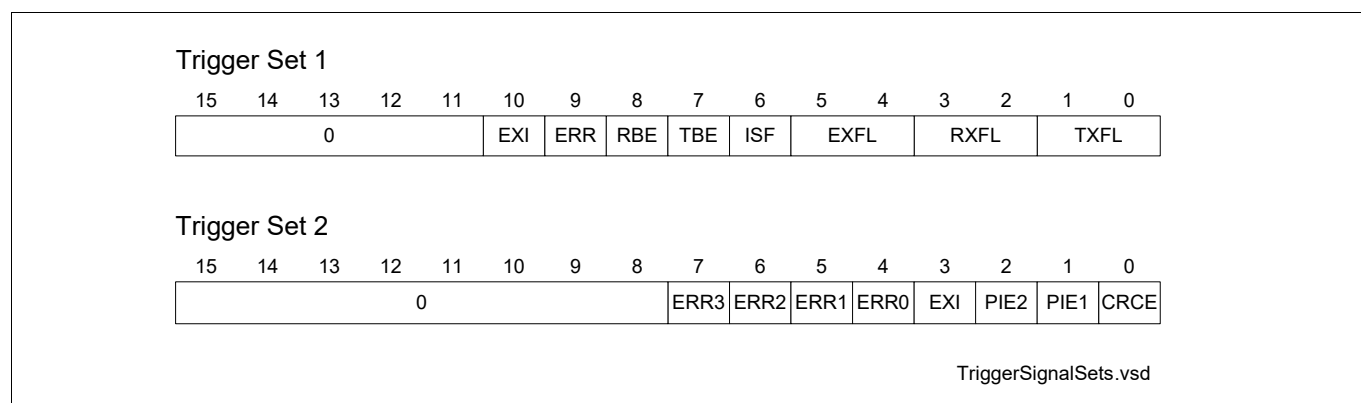 Trigger Set 1
15 14 13 12 11 10 9 8 7 6 5 4 3 2 1 0
0 EXI ERR RBE TBE ISF EXFL RXFL TXFL
Trigger Set 2
15 14 13 12 11 10 9 8 7 6 5 4 3 2 1 0
0 ERR3 ERR2 ERR1 ERR0 EXI PIE2 PIE1 CRCE
TriggerSignalSets.vsd